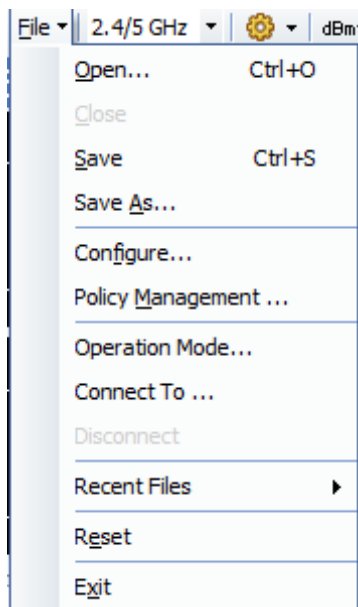 File 2.4/5 GHz dBm
Open... Ctrl+O
Close
Save Ctrl+S
Save As...
Configure...
Policy Management ...
Operation Mode...
Connect To ...
Disconnect
Recent Files
Reset
Exit